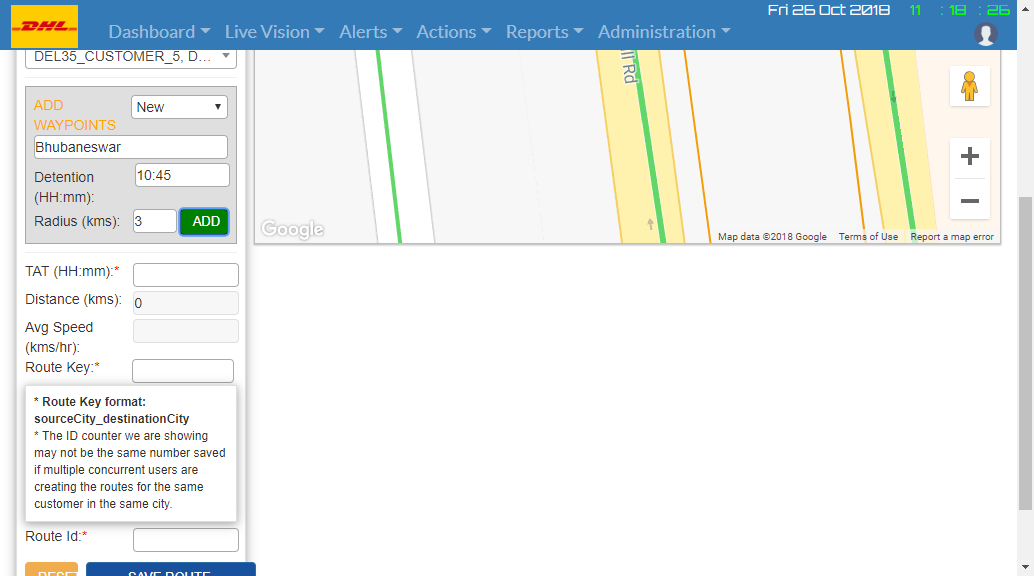 Fri 26 Oct 2018 11 : 18 : 26
DHL
Dashboard Live Vision Alerts Actions Reports Administration
DEL35_CUSTOMER_5, D...
ADD WAYPOINTS
New
Bhubaneswar
Detention (HH:mm):
10:45
Radius (kms):
3
ADD
TAT (HH:mm):*
Distance (kms):
0
Avg Speed
(kms/hr):
Route Key:*
* Route Key format:
sourceCity_destinationCity
* The ID counter we are showing
may not be the same number saved
if multiple concurrent users are
creating the routes for the same
customer in the same city.
Route Id:*
RESET
SAVE ROUTE
Rd
Google
Map data ©2018 Google Terms of Use Report a map error